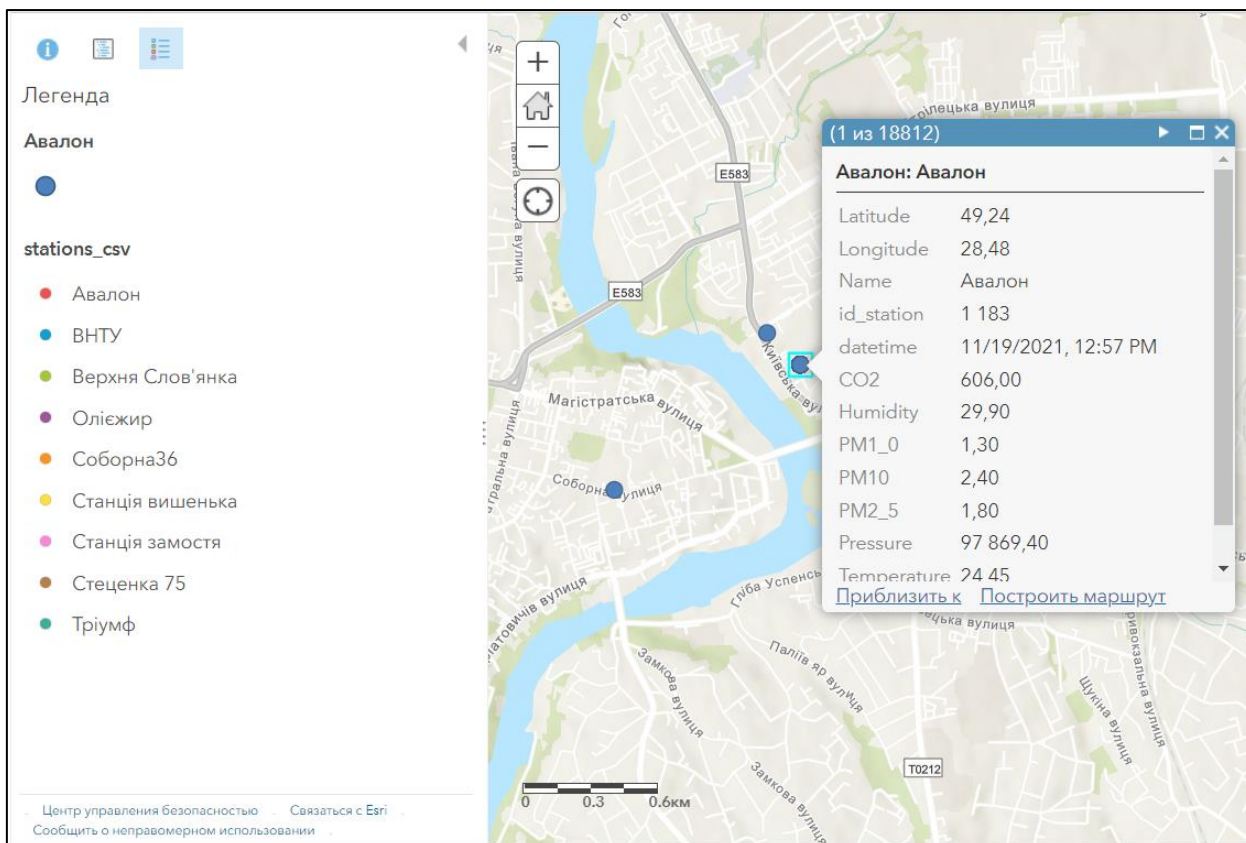 Легенда
Авалон
stations_csv
Авалон
ВНТУ
Верхня Слов'янка
Олієжир
Соборна36
Станція вишенька
Станція замостя
Стеценка 75
Тріумф
Центр управления безопасностью
Связаться с Esri
Сообщить о неправомерном использовании
E583
E583
Київська
Магістратська вулиця
Соборна вулиця
вулиця
Замкова вулиця
Замкова вулиця
Паліїв яр вулиця
Щукіна вулиця
T0212
0 0.3 0.6км
(1 из 18812)
Авалон: Авалон
Latitude 49,24
Longitude 28,48
Name Авалон
id_station 1 183
datetime 11/19/2021, 12:57 PM
CO2 606,00
Humidity 29,90
PM1_0 1,30
PM10 2,40
PM2_5 1,80
Pressure 97 869,40
Temperature 24,45
Приблизить к Построить маршрут